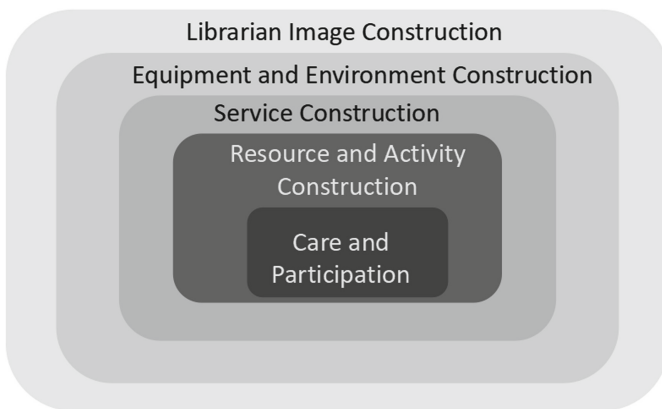 Librarian Image Construction
Equipment and Environment Construction
Service Construction
Resource and Activity
Construction
Care and
Participation